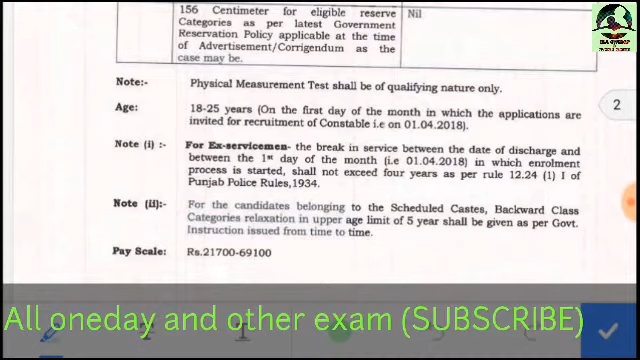 156 Centimeter for eligible reserve
Categories as per latest Government
Reservation Policy applicable at the time
of Advertisement/Corrigendum as the
case may be.
Nil
Note:- Physical Measurement Test shall be of qualifying nature only.
Age: 18-25 years (On the first day of the month in which the applications are
invited for recruitment of Constable i.e on 01.04.2018).
Note (i) :- For Ex-servicemen- the break in service between the date of discharge and
between the 1st day of the month (i.e 01.04.2018) in which enrolment
process is started, shall not exceed four years as per rule 12.24 (1) I of
Punjab Police Rules,1934.
Note (ii):- For the candidates belonging to the Scheduled Castes, Backward Class
Categories relaxation in upper age limit of 5 year shall be given as per Govt.
Instruction issued from time to time.
Pay Scale: Rs.21700-69100
2
All oneday and other exam (SUBSCRIBE)